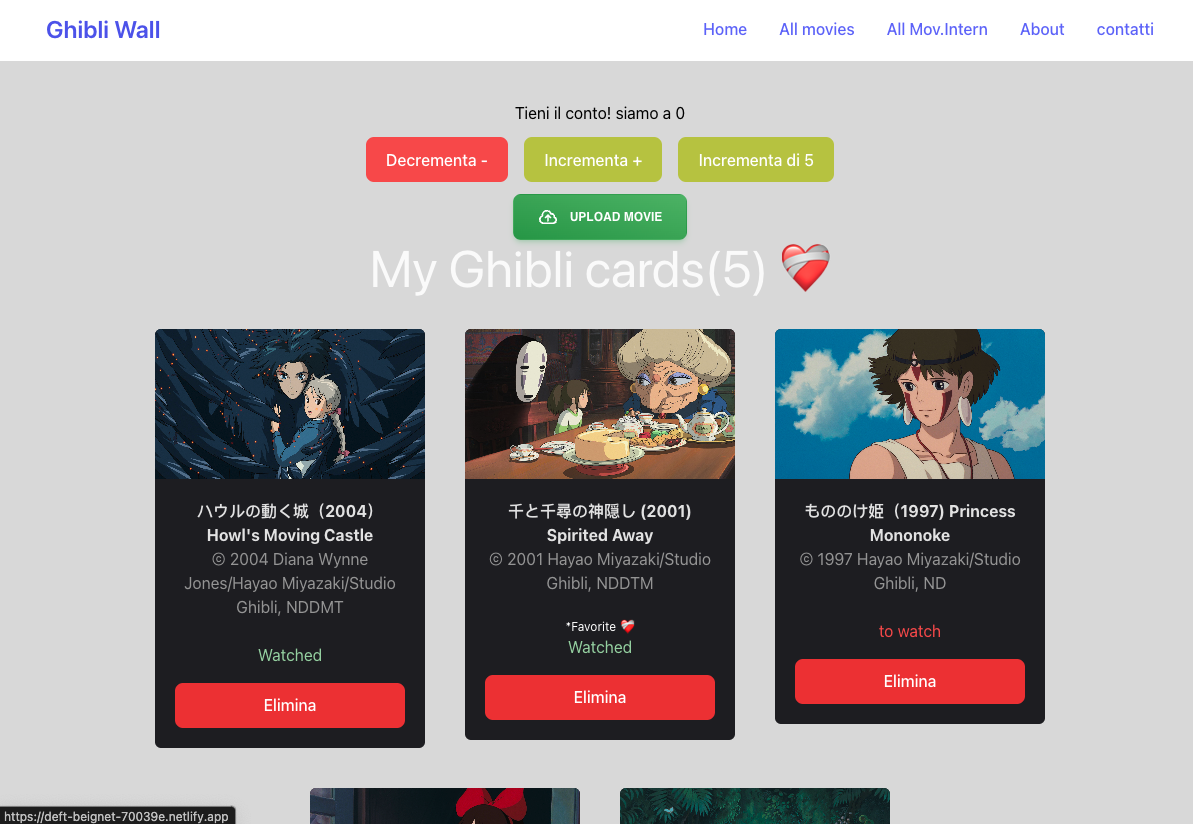 Ghibli Wall
Home All movies All Mov.Intern About contatti
Tieni il conto! siamo a 0
Decrementa - Incrementa + Incrementa di 5
UPLOAD MOVIE
My Ghibli cards(5) ❤️‍🩹
ハウルの動く城（2004）
Howl's Moving Castle
© 2004 Diana Wynne
Jones/Hayao Miyazaki/Studio
Ghibli, NDDMT
Watched
Elimina
千と千尋の神隠し (2001)
Spirited Away
© 2001 Hayao Miyazaki/Studio
Ghibli, NDDTM
*Favorite ❤️‍🩹
Watched
Elimina
もののけ姫（1997) Princess
Mononoke
© 1997 Hayao Miyazaki/Studio
Ghibli, ND
to watch
Elimina
https://deft-beignet-70039e.netlify.app